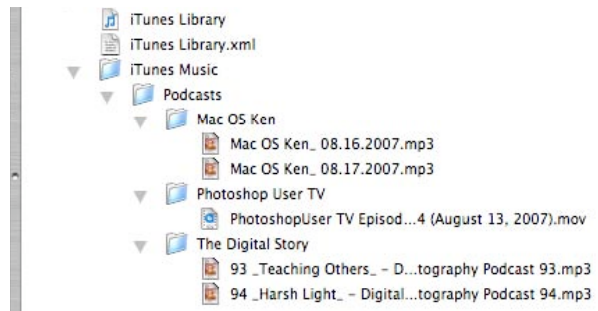 iTunes Library
iTunes Library.xml
iTunes Music
Podcasts
Mac OS Ken
Mac OS Ken_ 08.16.2007.mp3
Mac OS Ken_ 08.17.2007.mp3
Photoshop User TV
PhotoshopUser TV Episod...4 (August 13, 2007).mov
The Digital Story
93 _Teaching Others_ – D...tography Podcast 93.mp3
94 _Harsh Light_ – Digital...tography Podcast 94.mp3